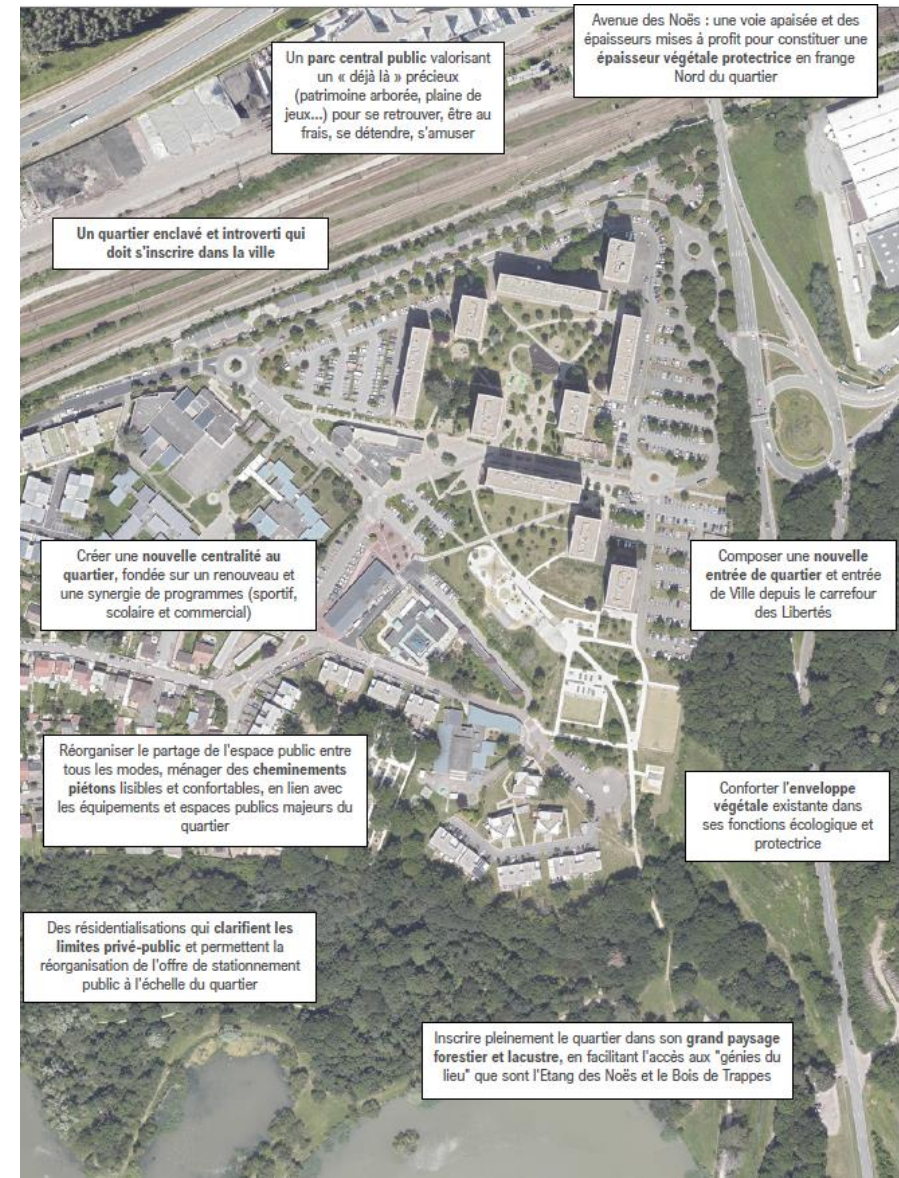 Avenue des Noës : une voie apaisée et des
épaisseurs mises à profit pour constituer une
épaisseur végétale protectrice en frange
Nord du quartier
Un parc central public valorisant
un « déjà là » précieux
(patrimoine arborée, plaine de
jeux...) pour se retrouver, être au
frais, se détendre, s'amuser
Un quartier enclavé et introverti qui
doit s'inscrire dans la ville
Créer une nouvelle centralité au
quartier, fondée sur un renouveau et
une synergie de programmes (sportif,
scolaire et commercial)
Composer une nouvelle
entrée de quartier et entrée
de Ville depuis le carrefour
des Libertés
Réorganiser le partage de l'espace public entre
tous les modes, ménager des cheminements
piétons lisibles et confortables, en lien avec
les équipements et espaces publics majeurs du
quartier
Conforter l'enveloppe
végétale existante dans
ses fonctions écologique et
protectrice
Des résidentialisations qui clarifient les
limites privé-public et permettent la
réorganisation de l'offre de stationnement
public à l'échelle du quartier
Inscrire pleinement le quartier dans son grand paysage
forestier et lacustre, en facilitant l'accès aux "génies du
lieu" que sont l'Etang des Noës et le Bois de Trappes